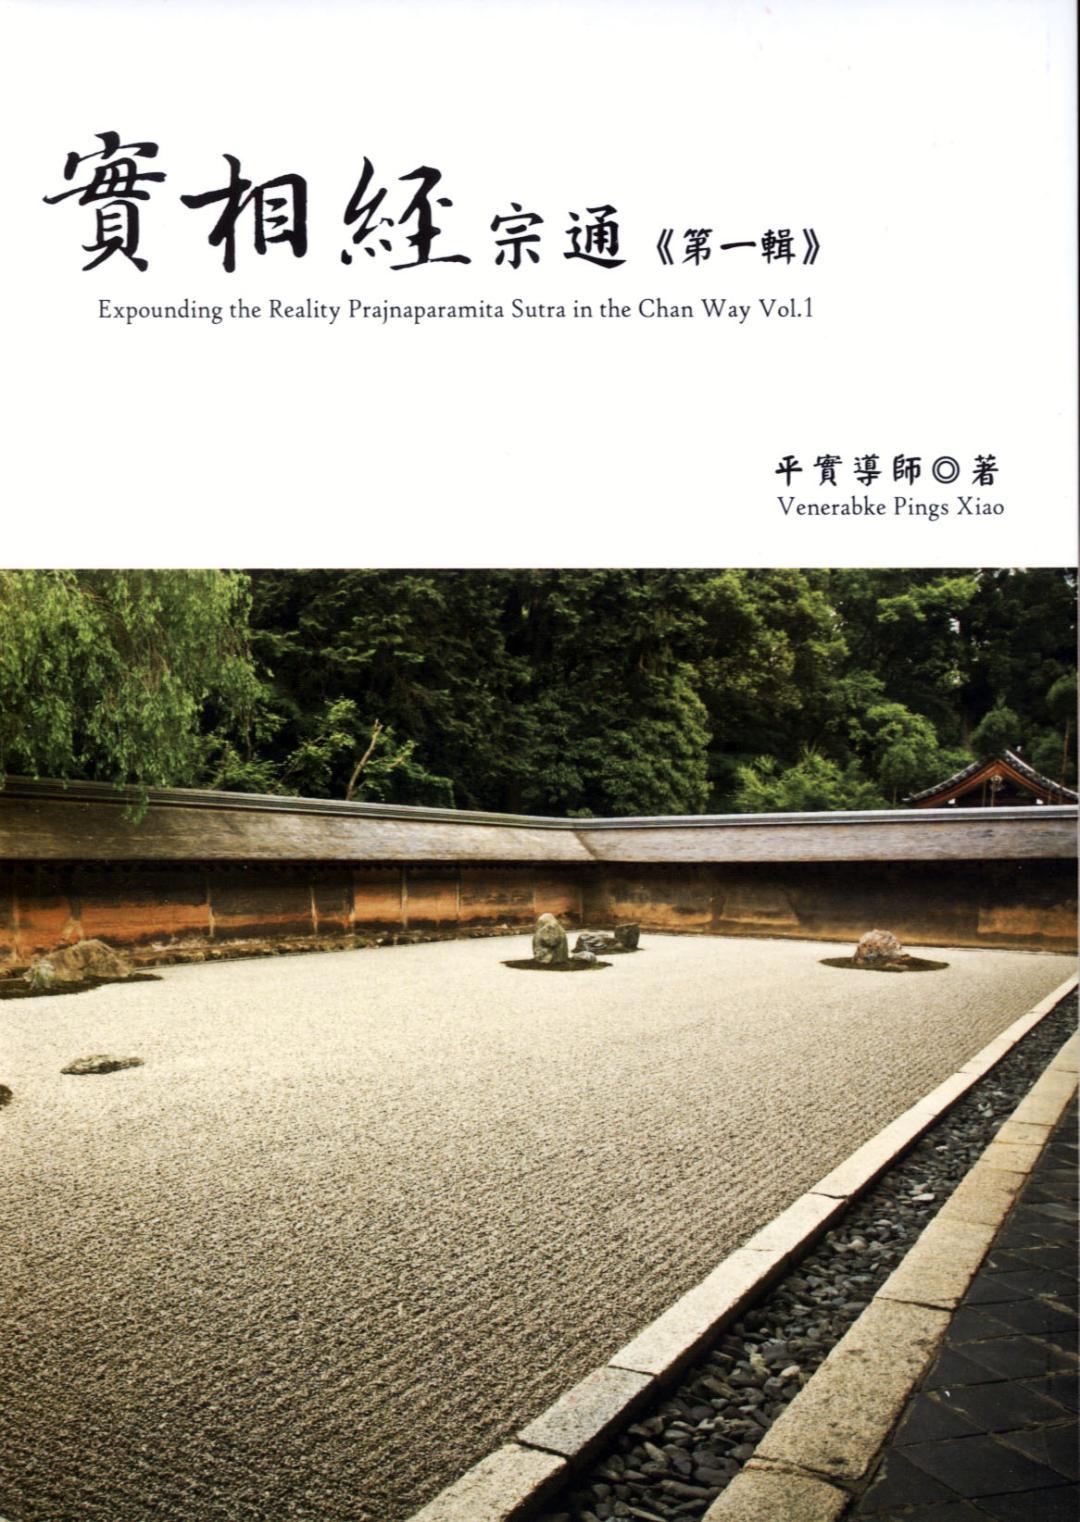 實相經宗通《第一輯》
Expounding the Reality Prajnaparamita Sutra in the Chan Way Vol.1
平實導師◎著
Venerabke Pings Xiao